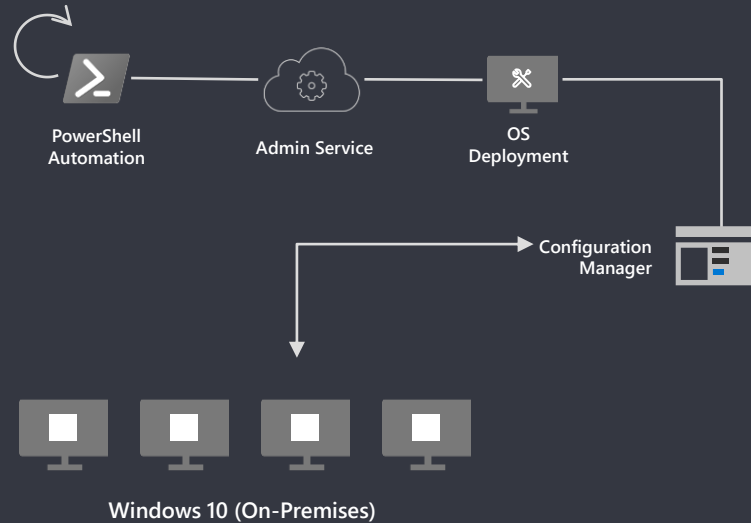 PowerShell
Automation
Admin Service
OS
Deployment
Configuration
Manager
Windows 10 (On-Premises)